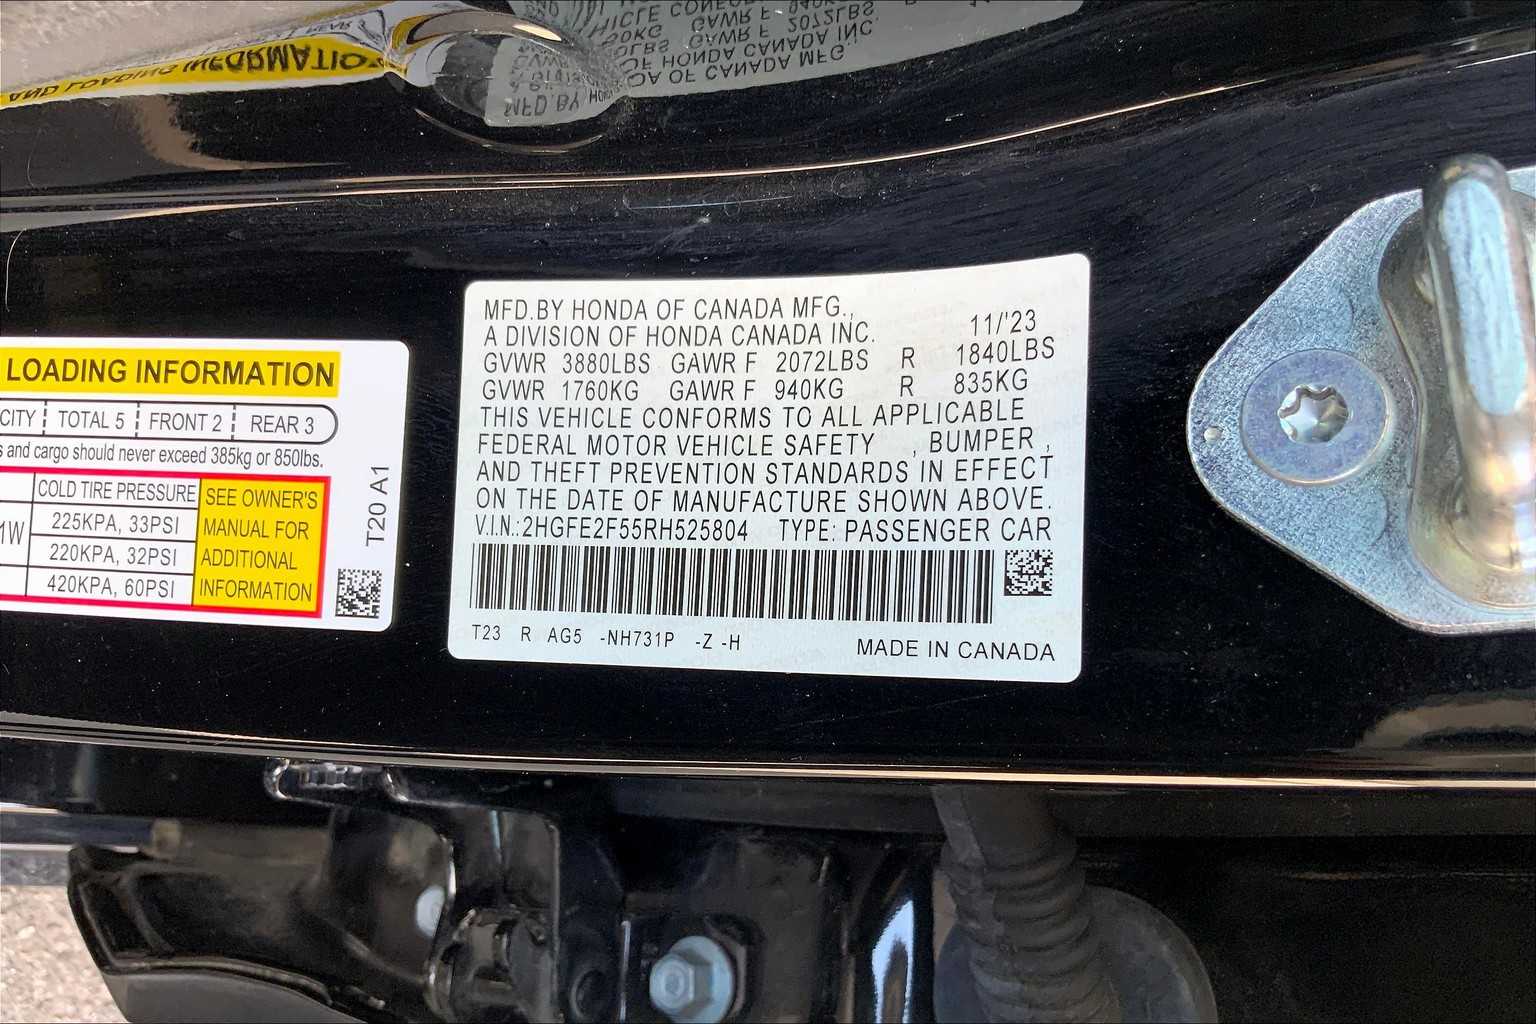 LOADING INFORMATION
CITY TOTAL 5 FRONT 2 REAR 3
and cargo should never exceed 385kg or 850lbs.
COLD TIRE PRESSURE
225KPA, 33PSI
220KPA, 32PSI
420KPA, 60PSI
SEE OWNER'S
MANUAL FOR
ADDITIONAL
INFORMATION
1W
T20 A1
MFD.BY HONDA OF CANADA MFG.,
A DIVISION OF HONDA CANADA INC. 11/'23
GVWR 3880LBS GAWR F 2072LBS R 1840LBS
GVWR 1760KG GAWR F 940KG R 835KG
THIS VEHICLE CONFORMS TO ALL APPLICABLE
FEDERAL MOTOR VEHICLE SAFETY , BUMPER ,
AND THEFT PREVENTION STANDARDS IN EFFECT
ON THE DATE OF MANUFACTURE SHOWN ABOVE.
V.I.N.:2HGFE2F55RH525804 TYPE: PASSENGER CAR
T23 R AG5 -NH731P -Z -H MADE IN CANADA